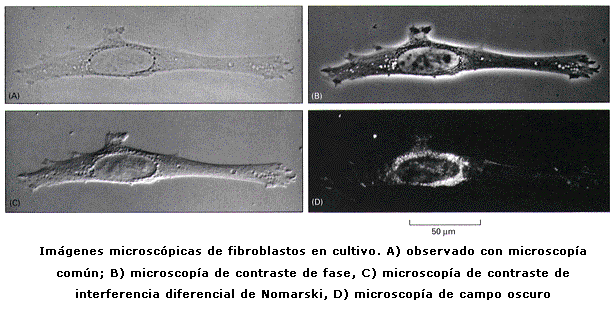 (A)
(B)
(C)
(D)
50 µm
Imágenes microscópicas de fibroblastos en cultivo. A) observado con microscopía
común; B) microscopía de contraste de fase, C) microscopía de contraste de
interferencia diferencial de Nomarski, D) microscopía de campo oscuro